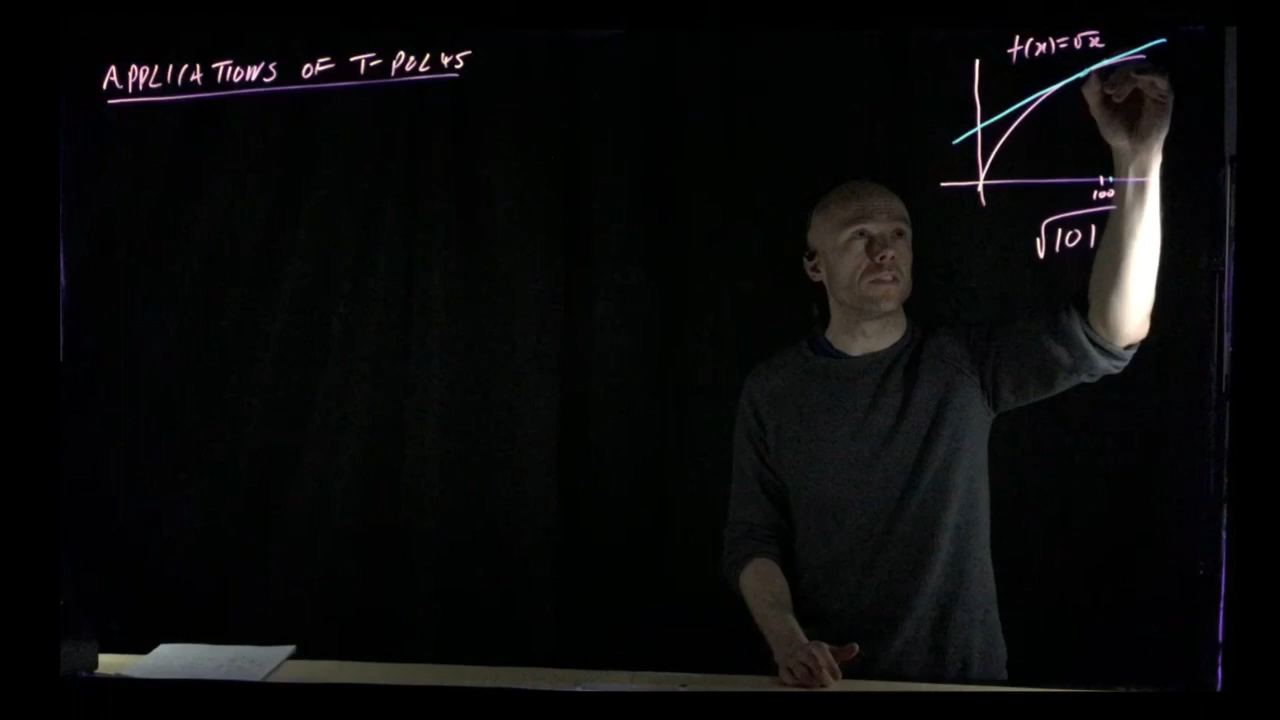 APPLICATIONS OF T-POLYS
f(x)=√x
100
√101